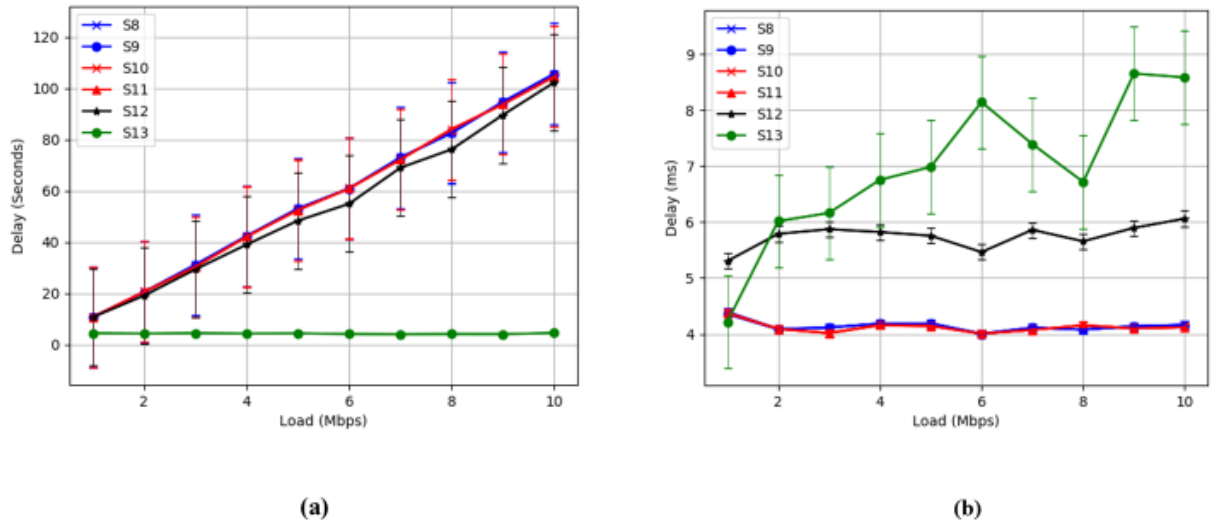 S8
S9
S10
S11
S12
S13
120
100
80
60
40
20
0
Delay (Seconds)
2 4 6 8 10
Load (Mbps)
(a)
S8
S9
S10
S11
S12
S13
9
8
7
6
5
4
Delay (ms)
2 4 6 8 10
Load (Mbps)
(b)